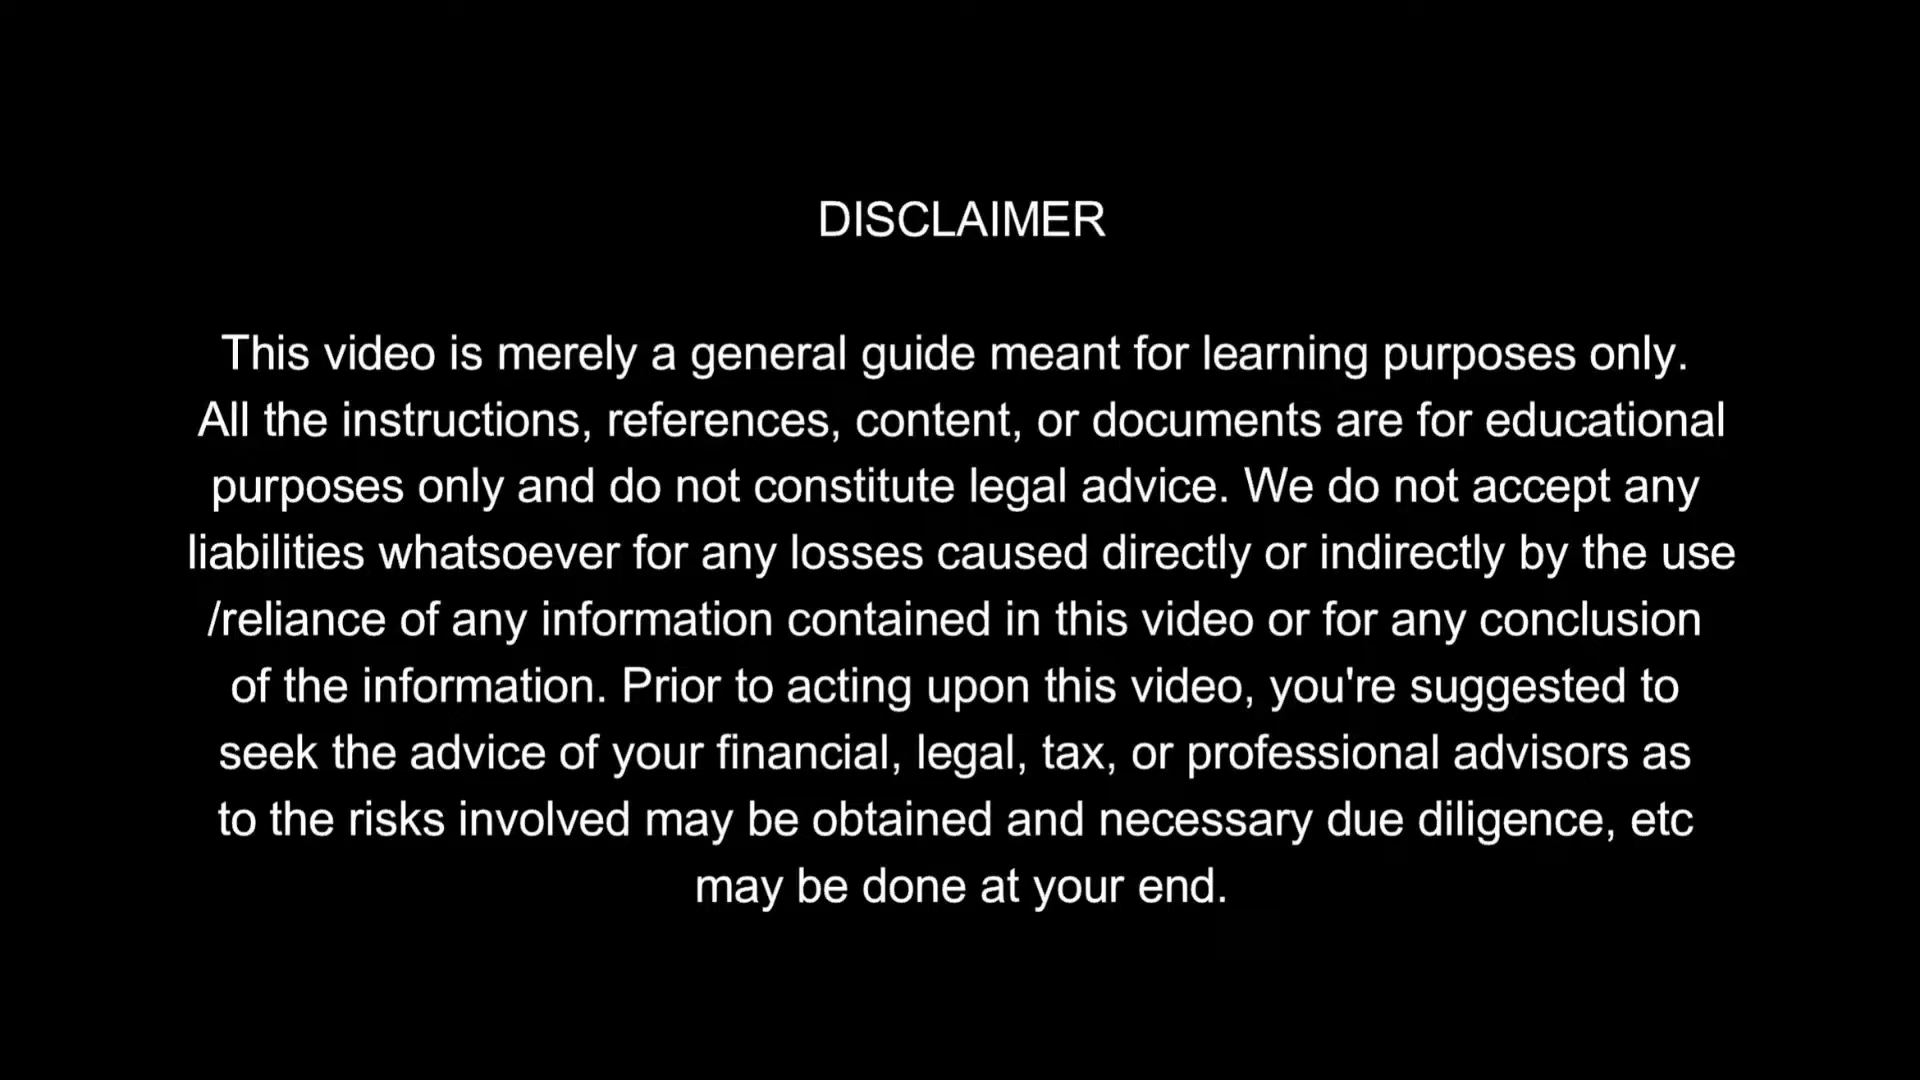 DISCLAIMER
This video is merely a general guide meant for learning purposes only.
All the instructions, references, content, or documents are for educational
purposes only and do not constitute legal advice. We do not accept any
liabilities whatsoever for any losses caused directly or indirectly by the use
/reliance of any information contained in this video or for any conclusion
of the information. Prior to acting upon this video, you're suggested to
seek the advice of your financial, legal, tax, or professional advisors as
to the risks involved may be obtained and necessary due diligence, etc
may be done at your end.